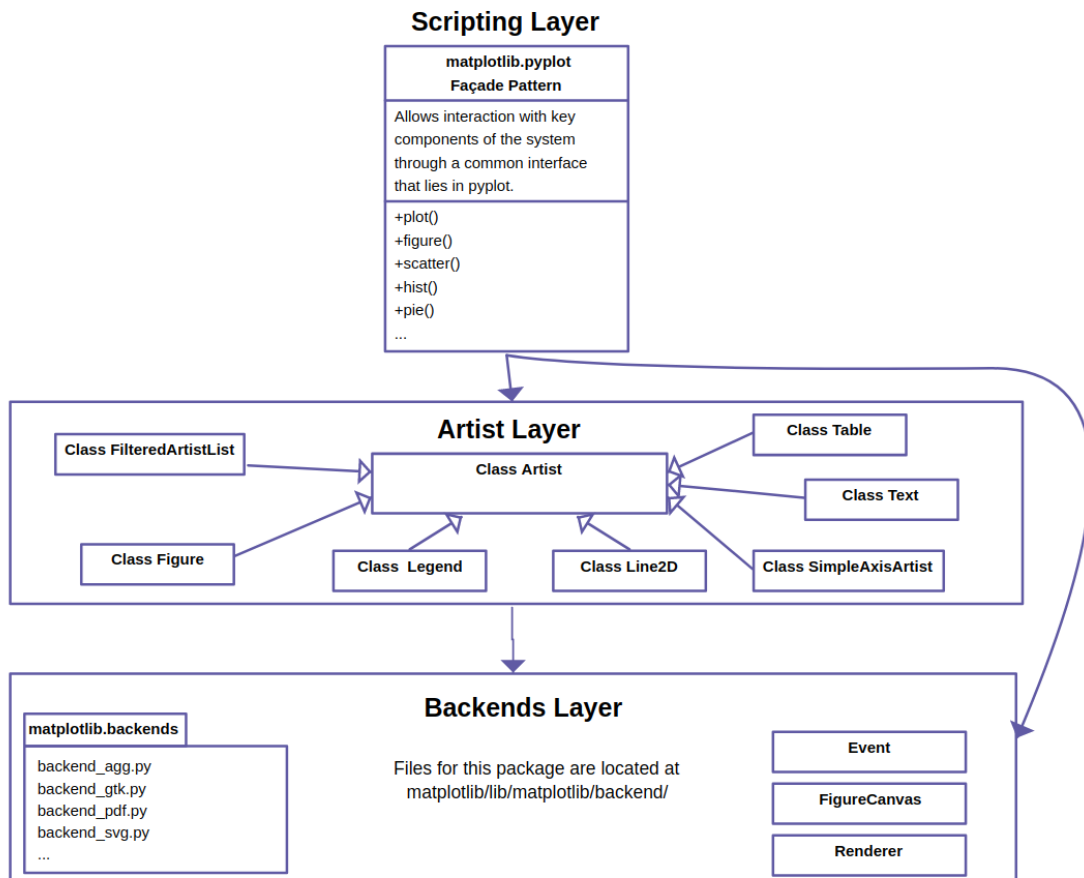 Scripting Layer
matplotlib.pyplot
Façade Pattern
Allows interaction with key
components of the system
through a common interface
that lies in pyplot.
+plot()
+figure()
+scatter()
+hist()
+pie()
...
Artist Layer
Class FilteredArtistList
Class Artist
Class Table
Class Text
Class Figure
Class Legend
Class Line2D
Class SimpleAxisArtist
Backends Layer
matplotlib.backends
backend_agg.py
backend_gtk.py
backend_pdf.py
backend_svg.py
...
Files for this package are located at
matplotlib/lib/matplotlib/backend/
Event
FigureCanvas
Renderer